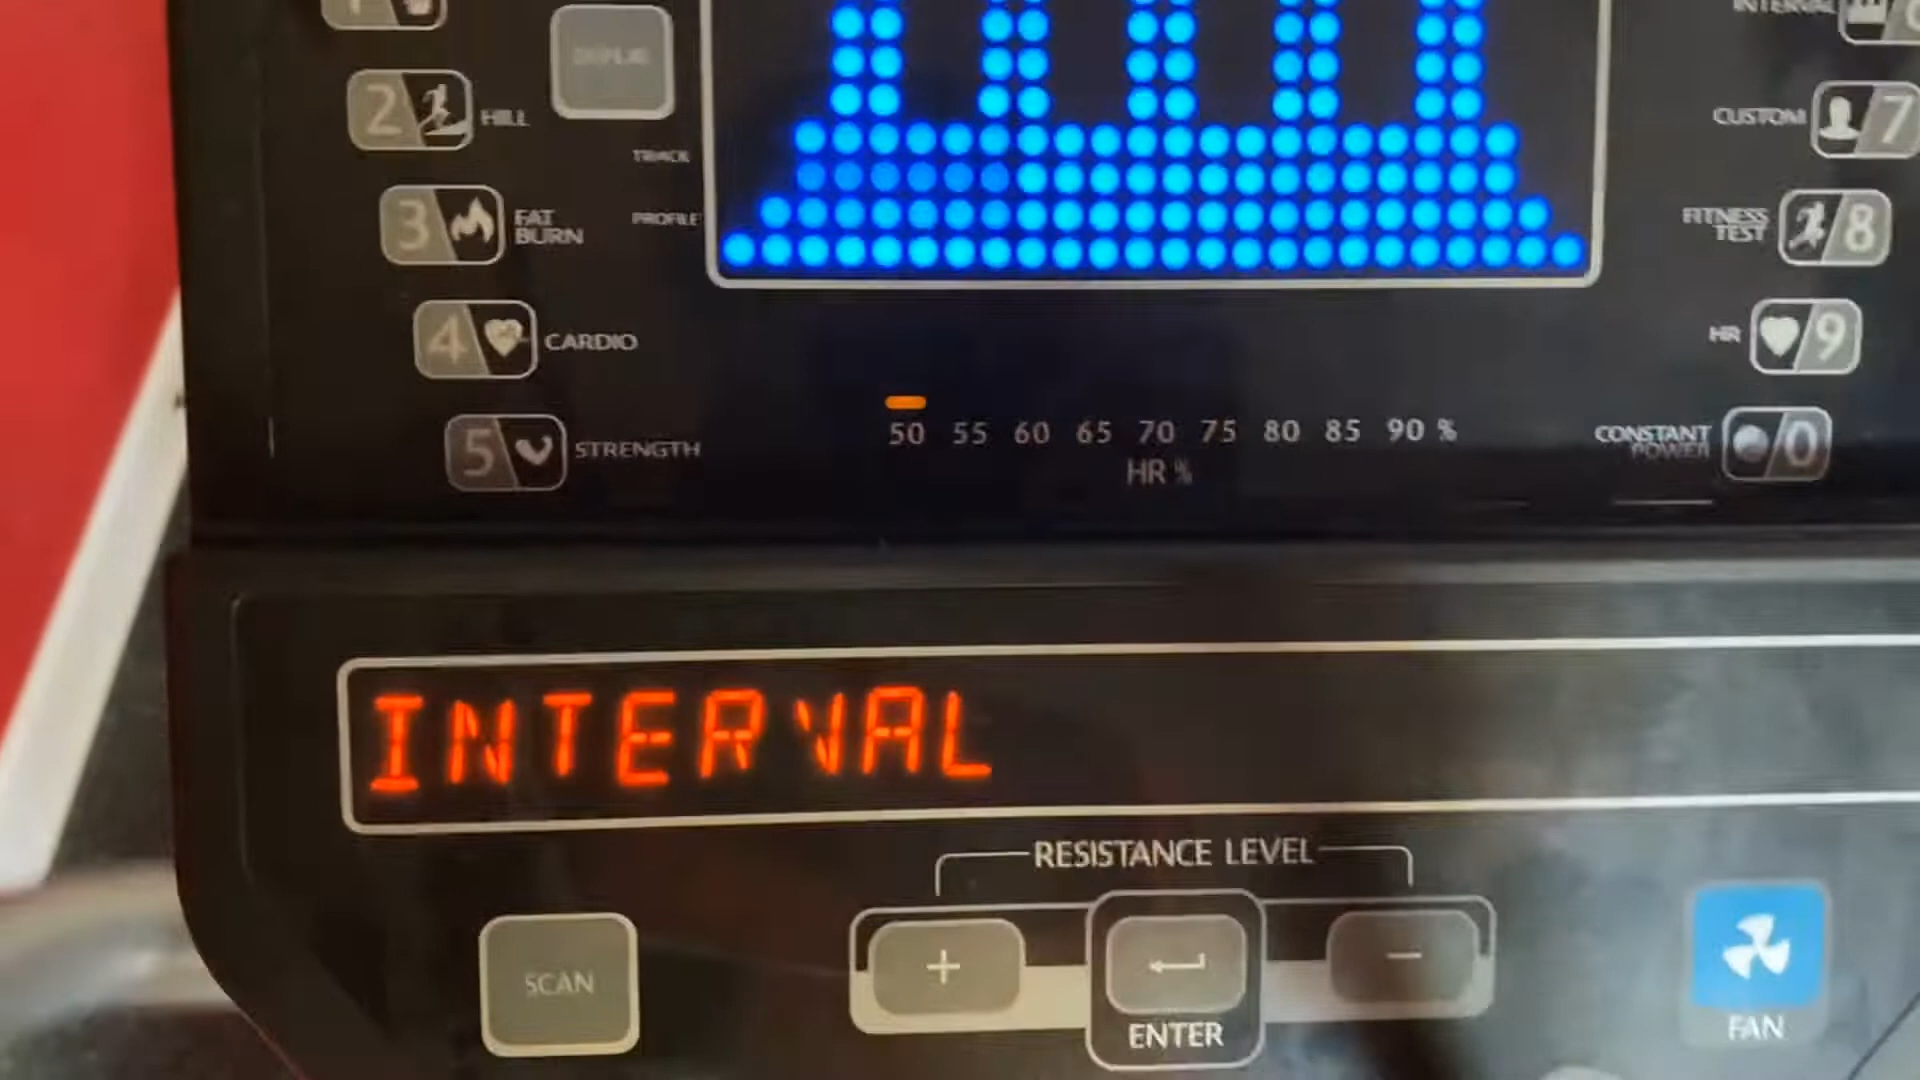 INTERVAL
DISPLAY
2 HILL
CUSTOM 7
TRACK
3 FAT BURN
PROFILE
FITNESS TEST 8
4 CARDIO
HR 9
50 55 60 65 70 75 80 85 90 %
HR %
5 STRENGTH
CONSTANT POWER 0
INTERVAL
RESISTANCE LEVEL
SCAN
+
-
ENTER
FAN